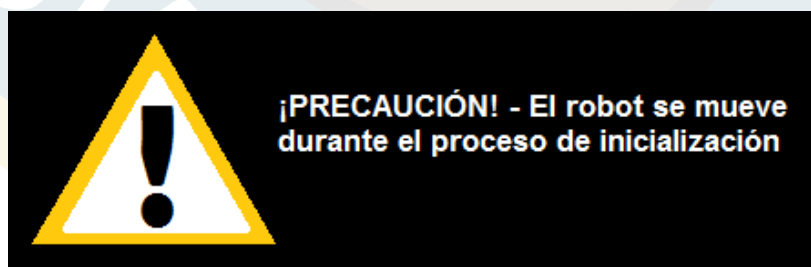 ¡PRECAUCIÓN! - El robot se mueve
durante el proceso de inicialización